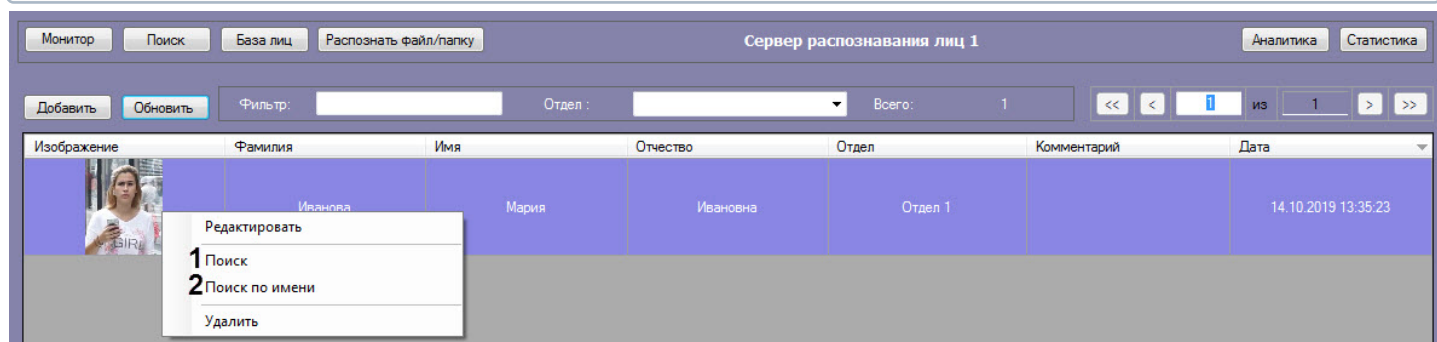 Монитор Поиск База лиц Распознать файл/папку Сервер распознавания лиц 1 Аналитика Статистика
Добавить Обновить Фильтр: Отдел : Всего: 1 << < 1 из 1 > >>
Изображение Фамилия Имя Отчество Отдел Комментарий Дата
Иванова Мария Ивановна Отдел 1 14.10.2019 13:35:23
GIRL
Редактировать
1 Поиск
2 Поиск по имени
Удалить